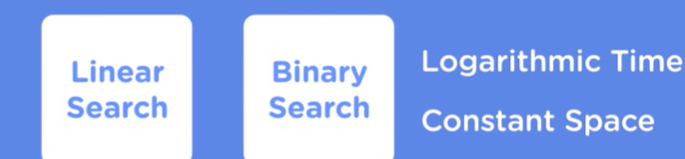 Linear
Search
Binary
Search
Logarithmic Time
Constant Space